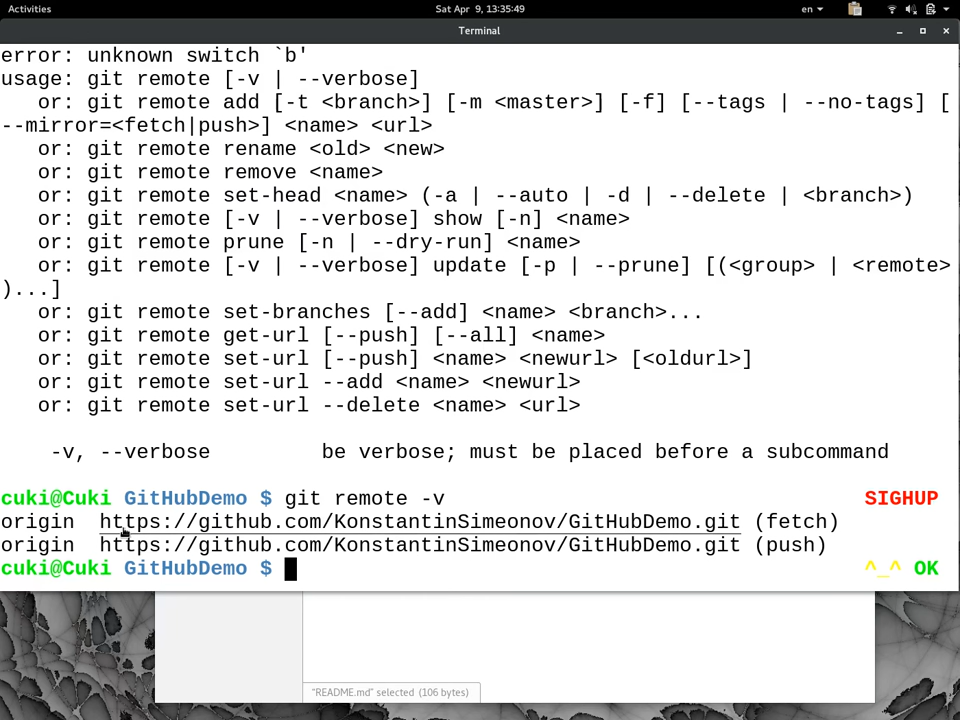 Activities
Sat Apr 9, 13:35:49
en
Terminal
error: unknown switch `b'
usage: git remote [-v | --verbose]
or: git remote add [-t <branch>] [-m <master>] [-f] [--tags | --no-tags] [
--mirror=<fetch|push>] <name> <url>
or: git remote rename <old> <new>
or: git remote remove <name>
or: git remote set-head <name> (-a | --auto | -d | --delete | <branch>)
or: git remote [-v | --verbose] show [-n] <name>
or: git remote prune [-n | --dry-run] <name>
or: git remote [-v | --verbose] update [-p | --prune] [(<group> | <remote>
)...]
or: git remote set-branches [--add] <name> <branch>...
or: git remote get-url [--push] [--all] <name>
or: git remote set-url [--push] <name> <newurl> [<oldurl>]
or: git remote set-url --add <name> <newurl>
or: git remote set-url --delete <name> <url>
-v, --verbose be verbose; must be placed before a subcommand
cuki@Cuki GitHubDemo $ git remote -v SIGHUP
origin https://github.com/KonstantinSimeonov/GitHubDemo.git (fetch)
origin https://github.com/KonstantinSimeonov/GitHubDemo.git (push)
cuki@Cuki GitHubDemo $ ^_^ OK
"README.md" selected (106 bytes)